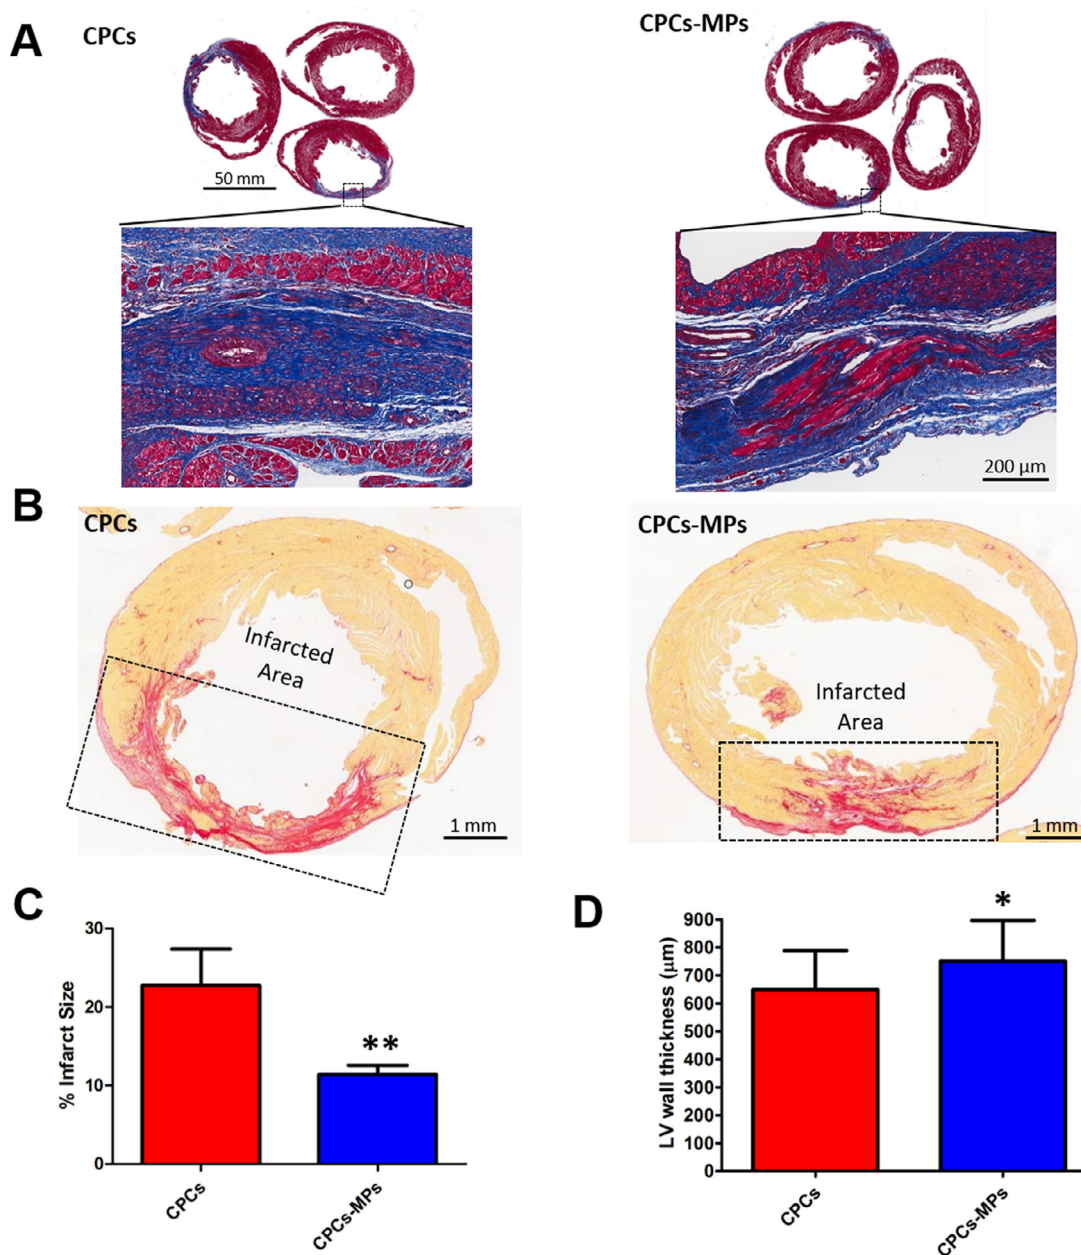 A
CPCs
CPCs-MPs
50 mm
200 µm
B
CPCs
CPCs-MPs
Infarcted
Area
Infarcted
Area
1 mm
1 mm
C
D
% Infarct Size
30
20
10
0
**
CPCs
CPCs-MPs
LV wall thickness (µm)
900
800
700
600
500
400
300
200
100
0
*
CPCs
CPCs-MPs